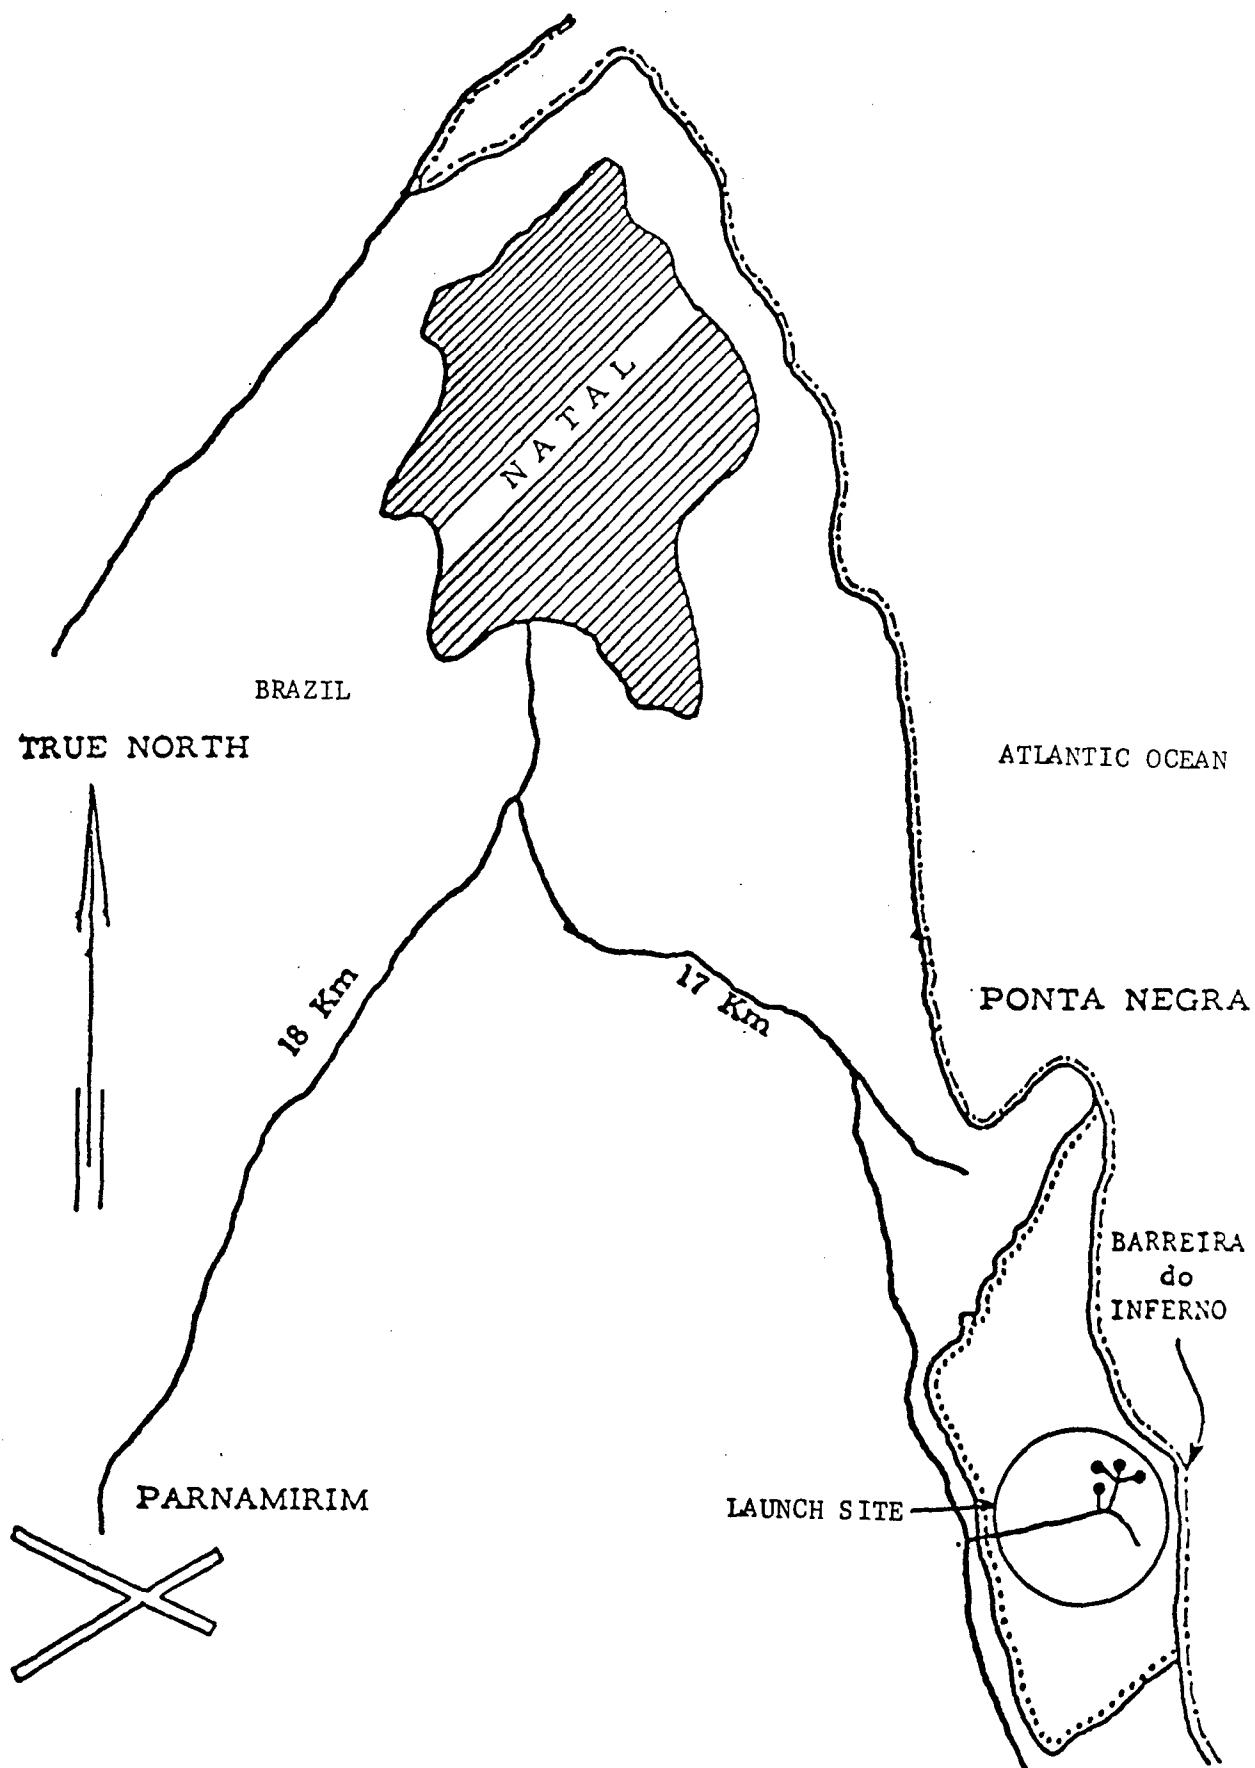 NATAL
BRAZIL
TRUE NORTH
ATLANTIC OCEAN
18 Km
17 Km
PONTA NEGRA
BARREIRA
do
INFERNO
PARNAMIRIM
LAUNCH SITE